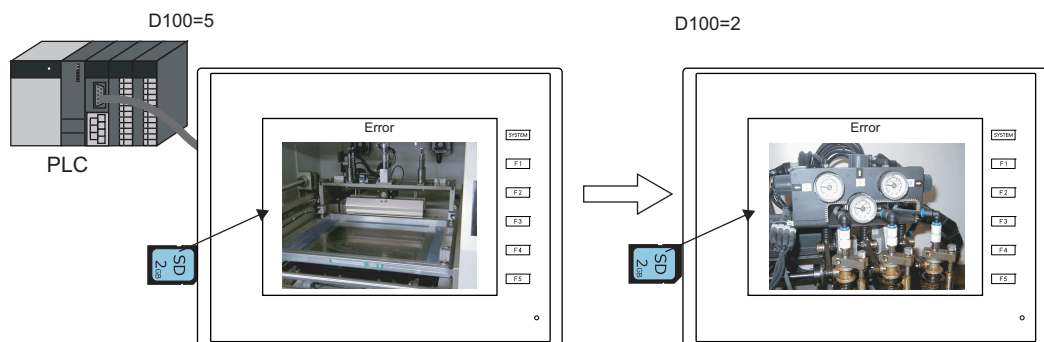 D100=5
D100=2
PLC
Error
SYSTEM
F1
F2
F3
F4
F5
SD
2GB
Error
SYSTEM
F1
F2
F3
F4
F5
SD
2GB